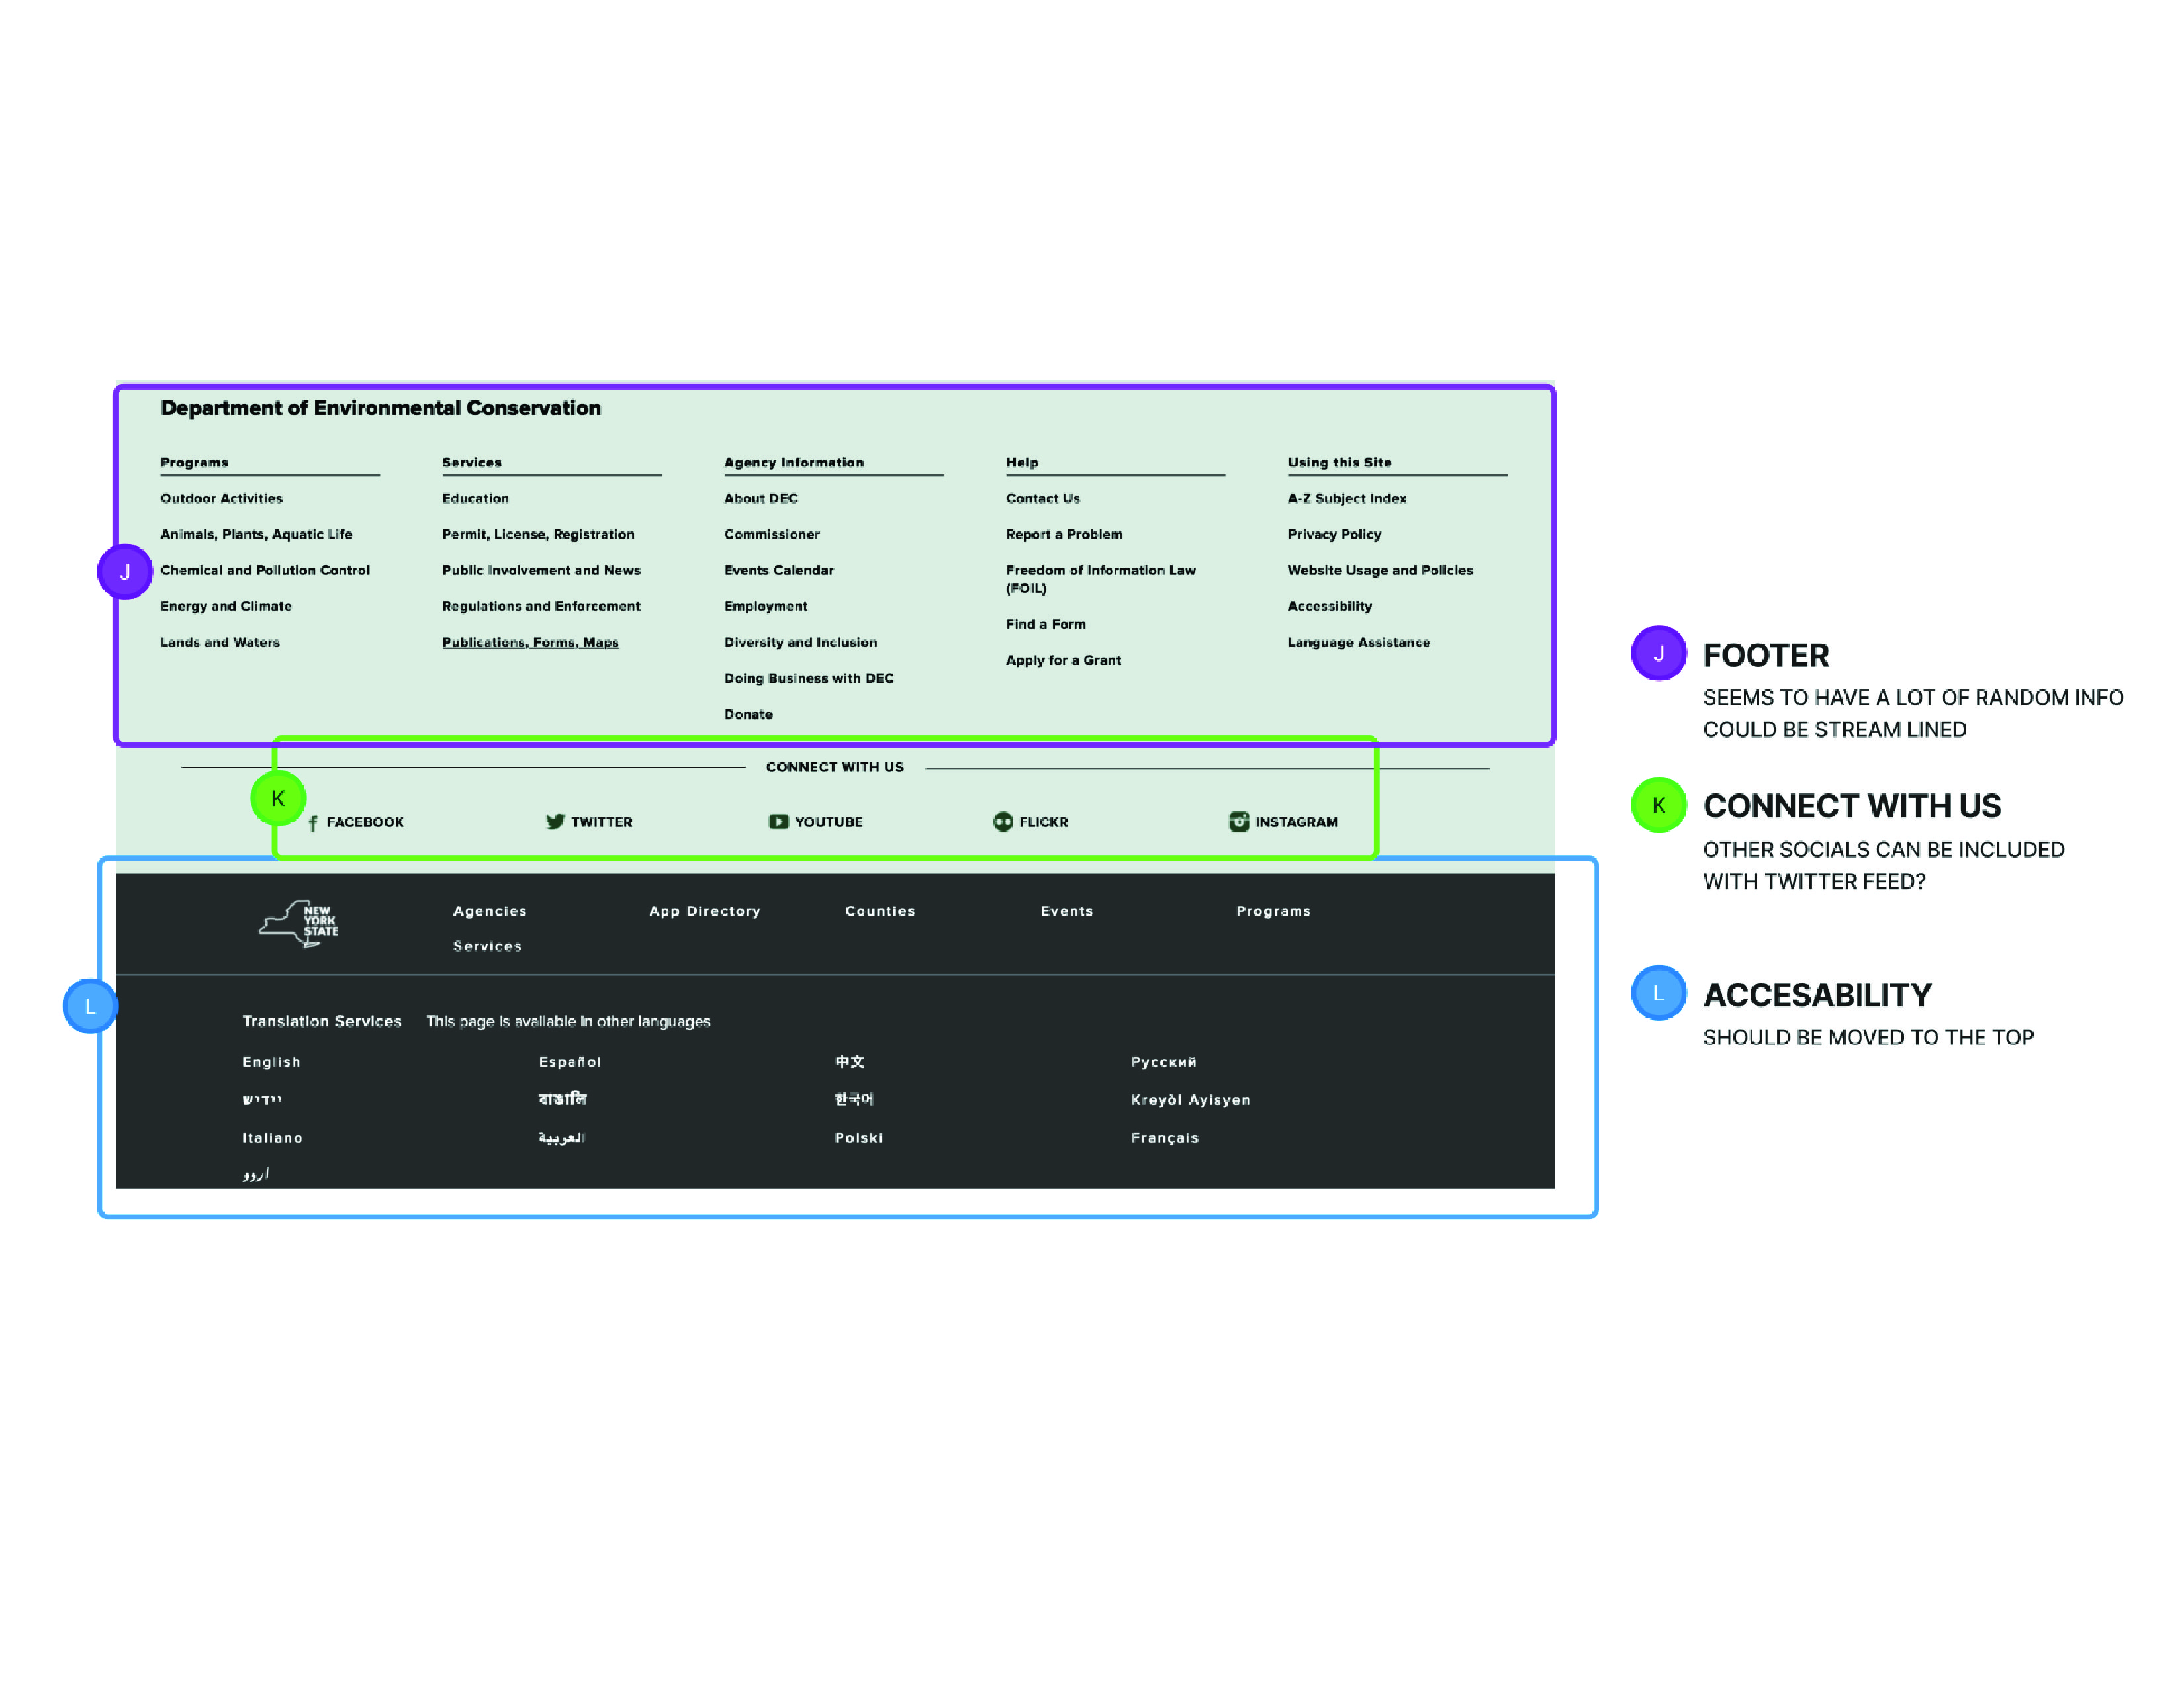 Department of Environmental Conservation
Programs
Outdoor Activities
Animals, Plants, Aquatic Life
Chemical and Pollution Control
Energy and Climate
Lands and Waters
Services
Education
Permit, License, Registration
Public Involvement and News
Regulations and Enforcement
Publications, Forms, Maps
Agency Information
About DEC
Commissioner
Events Calendar
Employment
Diversity and Inclusion
Doing Business with DEC
Donate
Help
Contact Us
Report a Problem
Freedom of Information Law
(FOIL)
Find a Form
Apply for a Grant
Using this Site
A-Z Subject Index
Privacy Policy
Website Usage and Policies
Accessibility
Language Assistance
J
CONNECT WITH US
K
FACEBOOK
TWITTER
YOUTUBE
FLICKR
INSTAGRAM
L
NEW
YORK
STATE
Agencies
App Directory
Counties
Events
Programs
Services
Translation Services
This page is available in other languages
English
Español
中文
Русский
יידיש
বাঙালি
한국어
Kreyòl Ayisyen
Italiano
العربية
Polski
Français
اردو
J
FOOTER
SEEMS TO HAVE A LOT OF RANDOM INFO
COULD BE STREAM LINED
K
CONNECT WITH US
OTHER SOCIALS CAN BE INCLUDED
WITH TWITTER FEED?
L
ACCESABILITY
SHOULD BE MOVED TO THE TOP